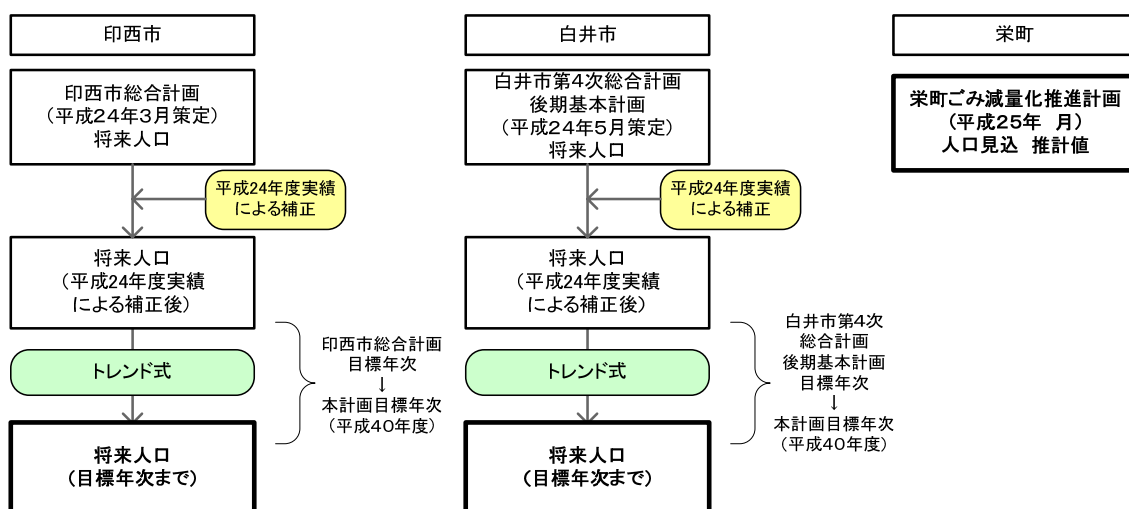 印西市
印西市総合計画
（平成24年3月策定）
将来人口
平成24年度実績
による補正
将来人口
（平成24年度実績
による補正後）
トレンド式
印西市総合計画
目標年次
↓
本計画目標年次
（平成40年度）
将来人口
（目標年次まで）
白井市
白井市第4次総合計画
後期基本計画
（平成24年5月策定）
将来人口
平成24年度実績
による補正
将来人口
（平成24年度実績
による補正後）
トレンド式
白井市第4次
総合計画
後期基本計画
目標年次
↓
本計画目標年次
（平成40年度）
将来人口
（目標年次まで）
栄町
栄町ごみ減量化推進計画
（平成25年　月）
人口見込　推計値